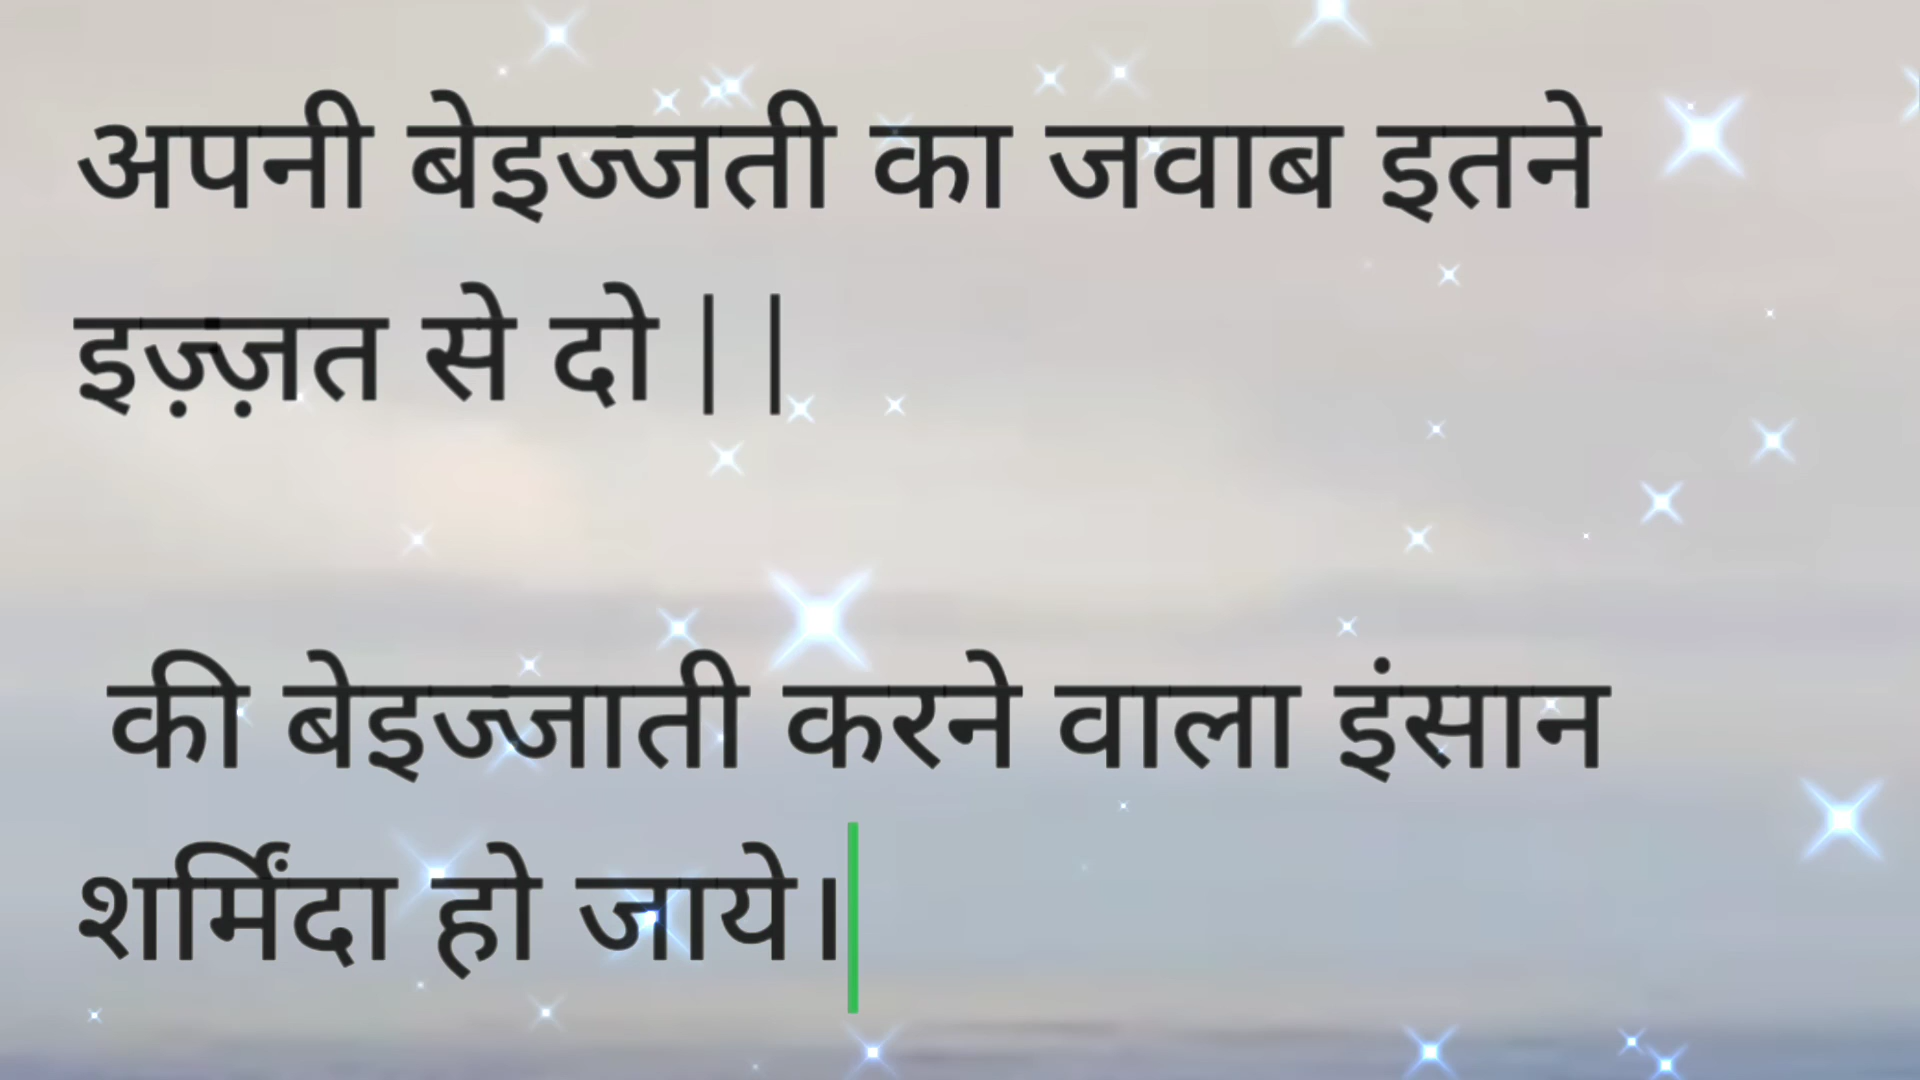 अपनी बेइज्जती का जवाब इतने
इज़्ज़त से दो||
की बेइज्जाती करने वाला इंसान
शर्मिंदा हो जाये।